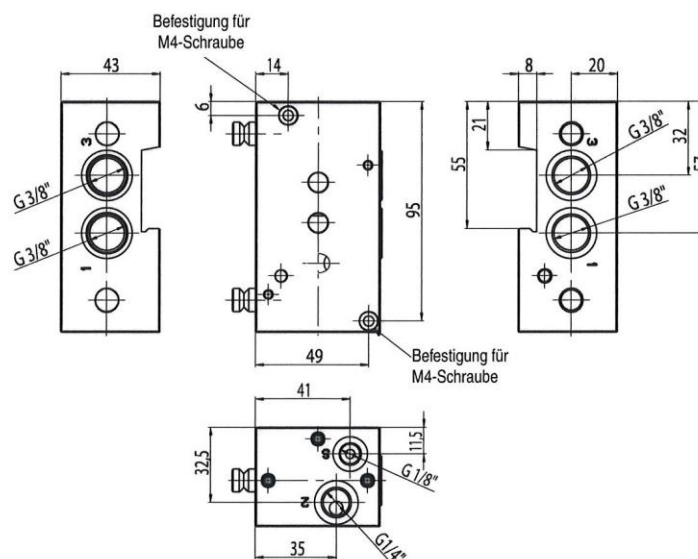 Befestigung für
M4-Schraube
43
14
6
8
20
3
G 3/8"
G 3/8"
1
95
49
Befestigung für
M4-Schraube
55
21
3
G 3/8"
32
G 3/8"
1
41
32,5
11,5
S
G 1/8"
2
G1/4"
35